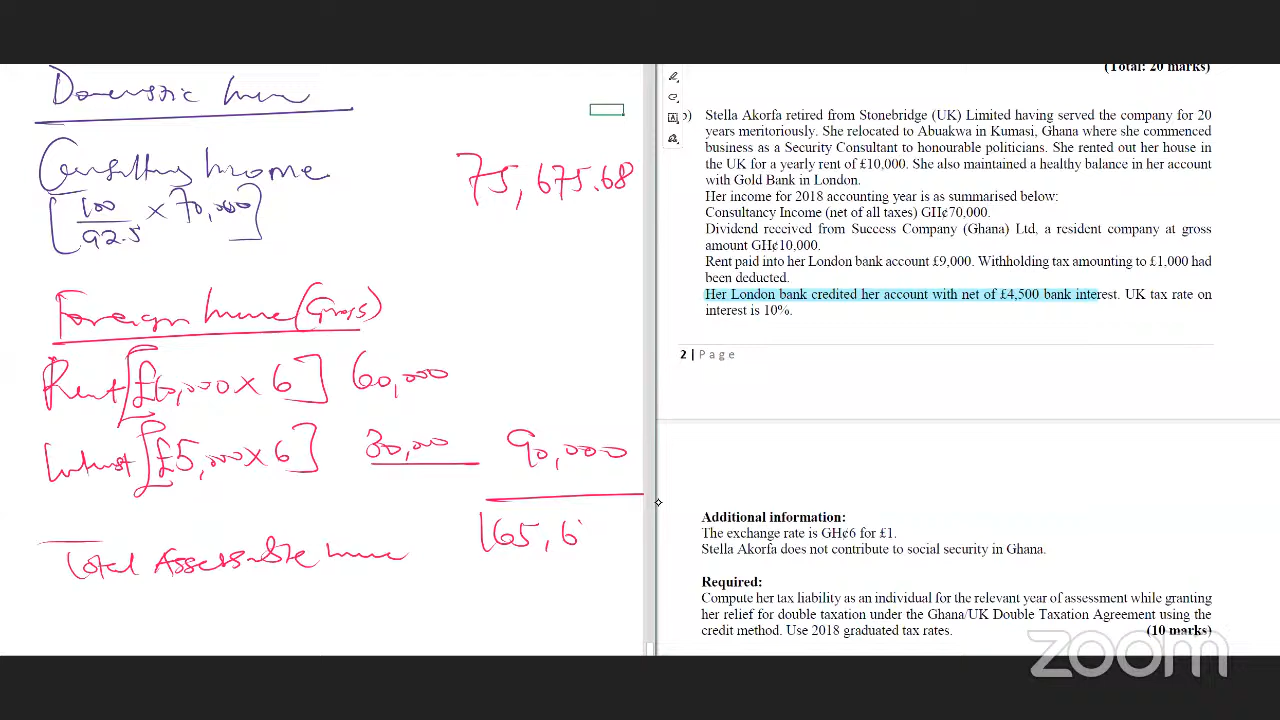 Domestic Income
Consulting Income
75,675.68
[100/92.5 × 70,000]
Foreign Income (Gross)
Rent [£10,000 × 6] 60,000
Interest [£5,000 × 6] 30,000 90,000
165,6
Total Assessable Income
(Total: 20 marks)
b) Stella Akorfa retired from Stonebridge (UK) Limited having served the company for 20
years meritoriously. She relocated to Abuakwa in Kumasi, Ghana where she commenced
business as a Security Consultant to honourable politicians. She rented out her house in
the UK for a yearly rent of £10,000. She also maintained a healthy balance in her account
with Gold Bank in London.
Her income for 2018 accounting year is as summarised below:
Consultancy Income (net of all taxes) GH¢70,000.
Dividend received from Success Company (Ghana) Ltd, a resident company at gross
amount GH¢10,000.
Rent paid into her London bank account £9,000. Withholding tax amounting to £1,000 had
been deducted.
Her London bank credited her account with net of £4,500 bank interest. UK tax rate on
interest is 10%.
2 | Page
Additional information:
The exchange rate is GH¢6 for £1.
Stella Akorfa does not contribute to social security in Ghana.
Required:
Compute her tax liability as an individual for the relevant year of assessment while granting
her relief for double taxation under the Ghana/UK Double Taxation Agreement using the
credit method. Use 2018 graduated tax rates.
(10 marks)
zoom